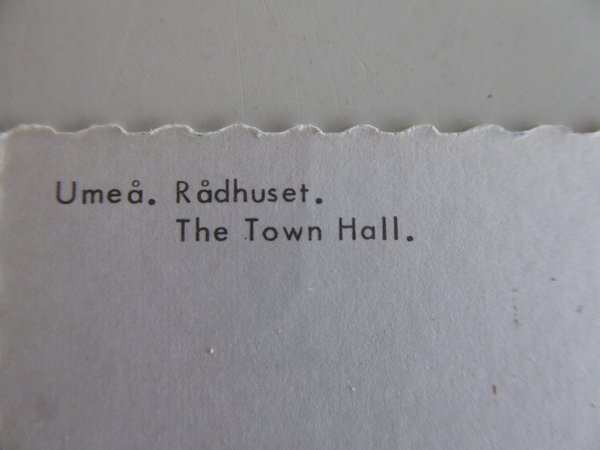 Umeå. Rådhuset.
The Town Hall.